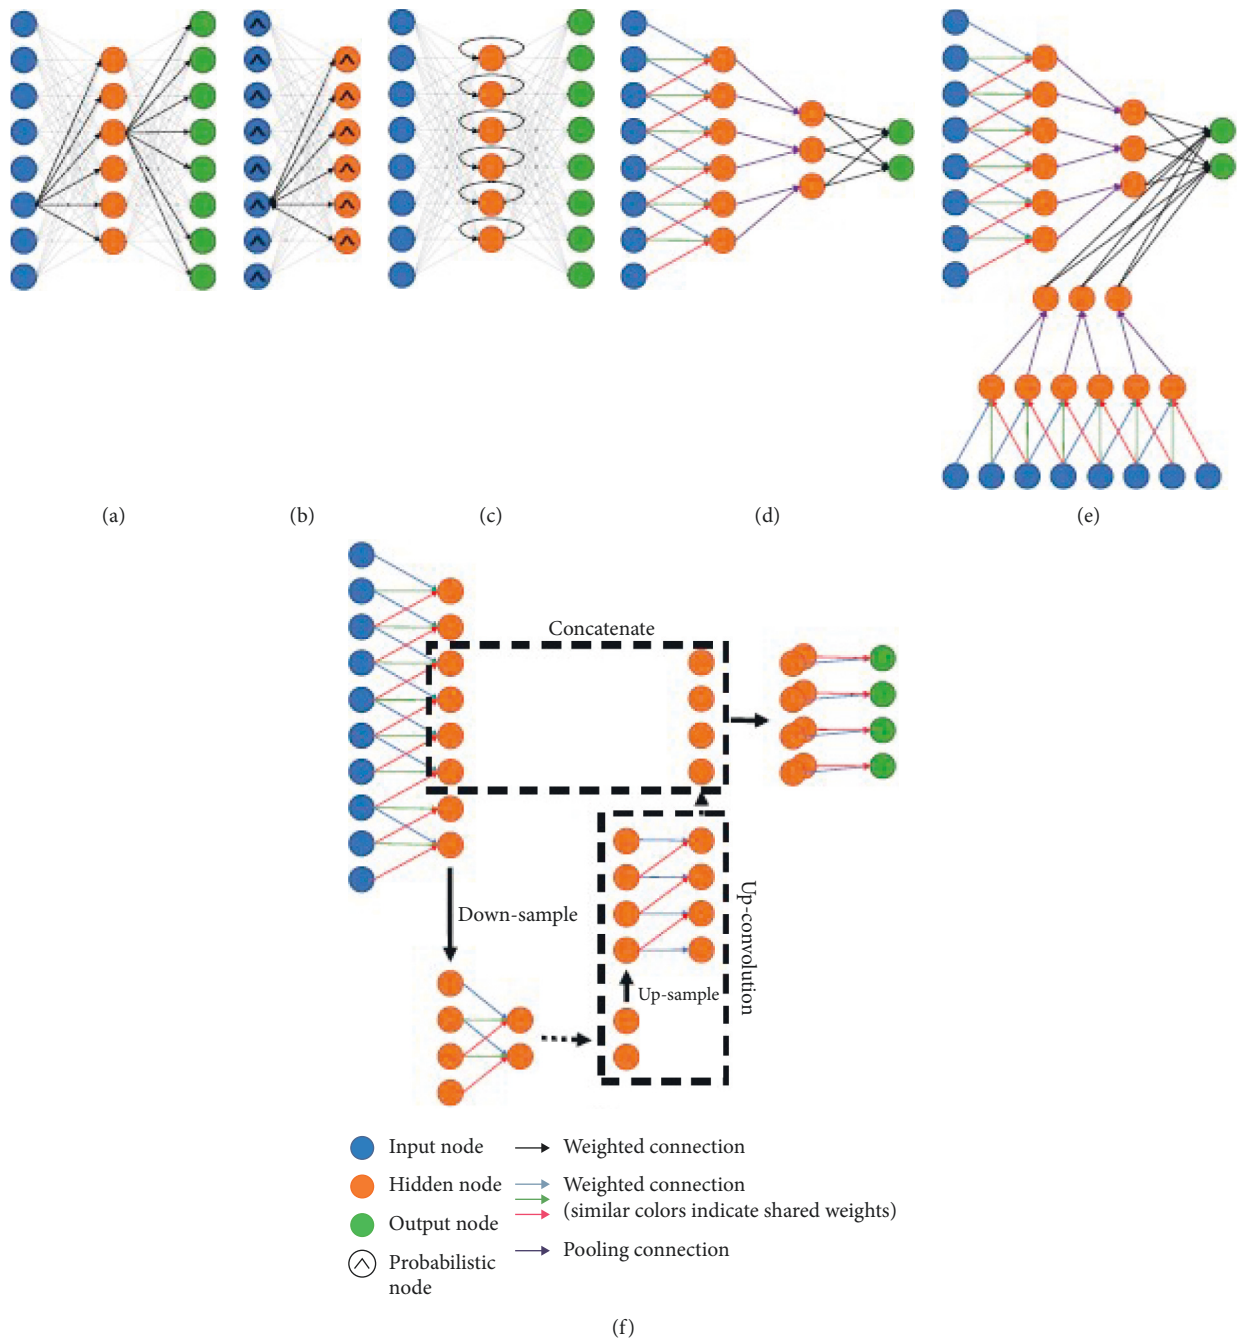 (a)
(b)
(c)
(d)
(e)
Concatenate
Down-sample
Up-sample
Up-convolution
Input node
Hidden node
Output node
Probabilistic
node
Weighted connection
Weighted connection
(similar colors indicate shared weights)
Pooling connection
(f)